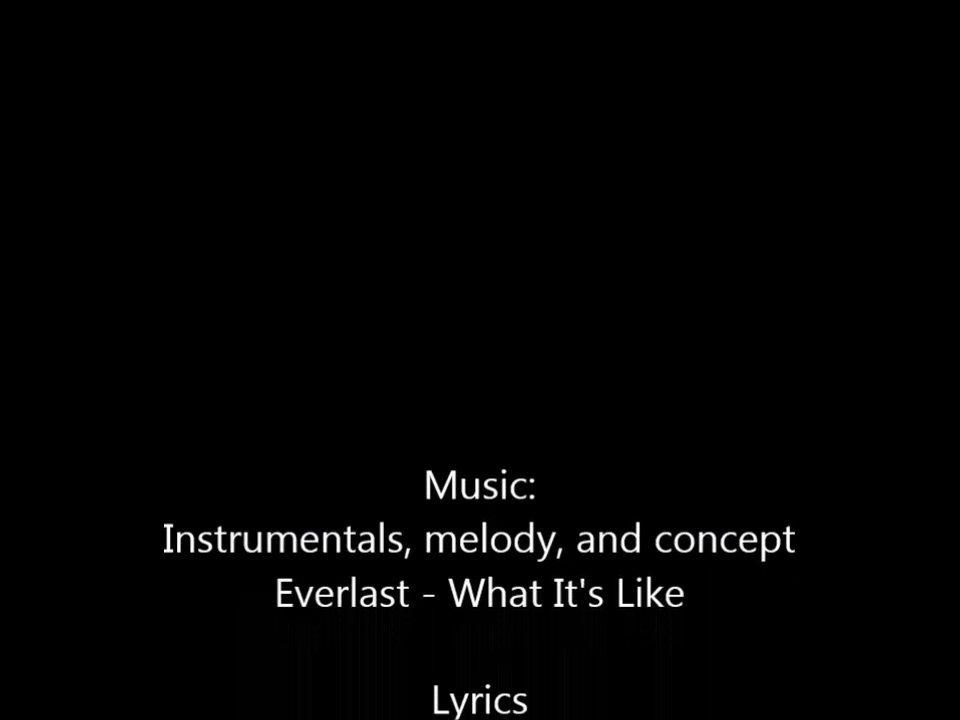 Music:
Instrumentals, melody, and concept
Everlast - What It's Like
Lyrics